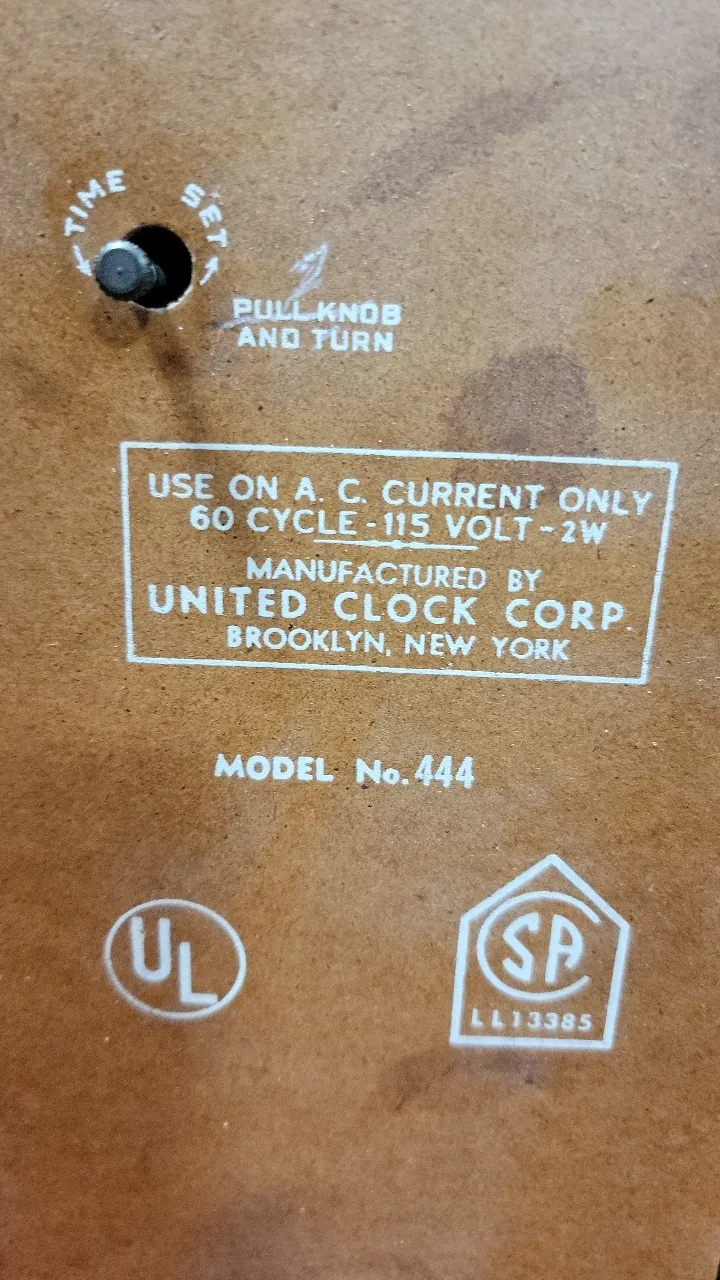 TIME SET
PULL KNOB
AND TURN
USE ON A. C. CURRENT ONLY
60 CYCLE - 115 VOLT - 2W
MANUFACTURED BY
UNITED CLOCK CORP.
BROOKLYN, NEW YORK
MODEL No. 444
UL
CSA
LL13385